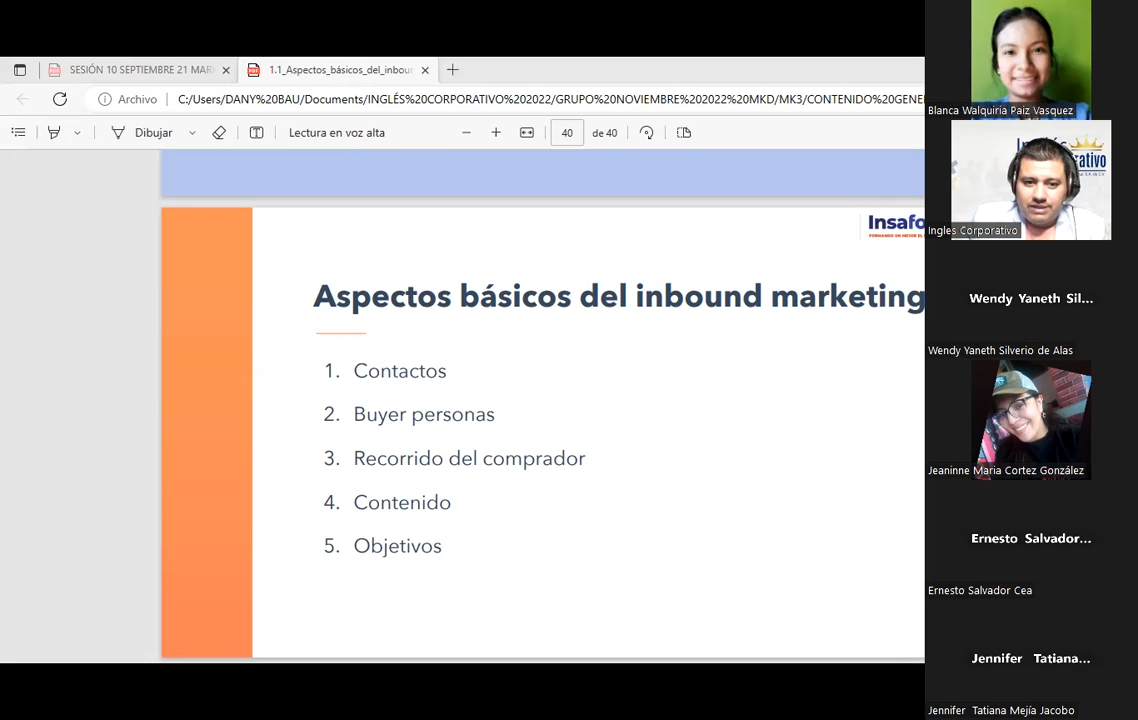 SESIÓN 10 SEPTIEMBRE 21 MAR
1.1_Aspectos_básicos_del_inbour
Archivo
C:/Users/DANY%20BAU/Documents/INGLÉS%20CORPORATIVO%202022/GRUPO%20NOVIEMBRE%202022%20MKD/MK3/CONTENIDO%20GENE
Dibujar
Lectura en voz alta
40
de 40
Insafo
Aspectos básicos del inbound marketing
1. Contactos
2. Buyer personas
3. Recorrido del comprador
4. Contenido
5. Objetivos
Blanca Walquiria Paiz Vasquez
Ingles Corporativo
Wendy Yaneth Sil...
Wendy Yaneth Silverio de Alas
Jeaninne Maria Cortez González
Ernesto Salvador...
Ernesto Salvador Cea
Jennifer Tatiana...
Jennifer Tatiana Mejía Jacobo